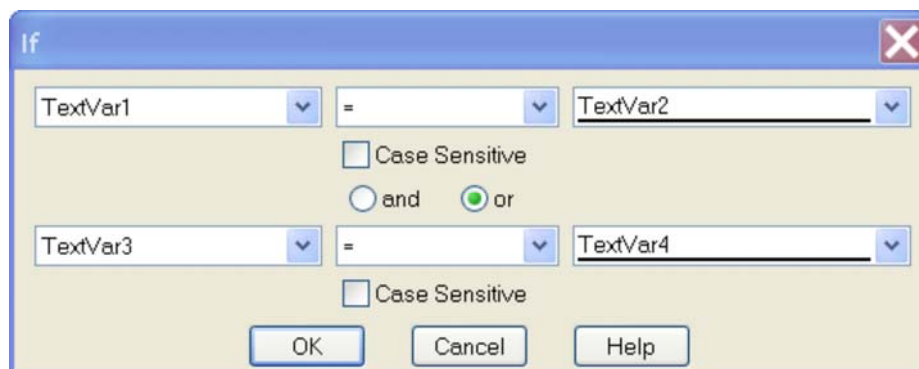 If
TextVar1 = TextVar2
Case Sensitive
and or
TextVar3 = TextVar4
Case Sensitive
OK Cancel Help